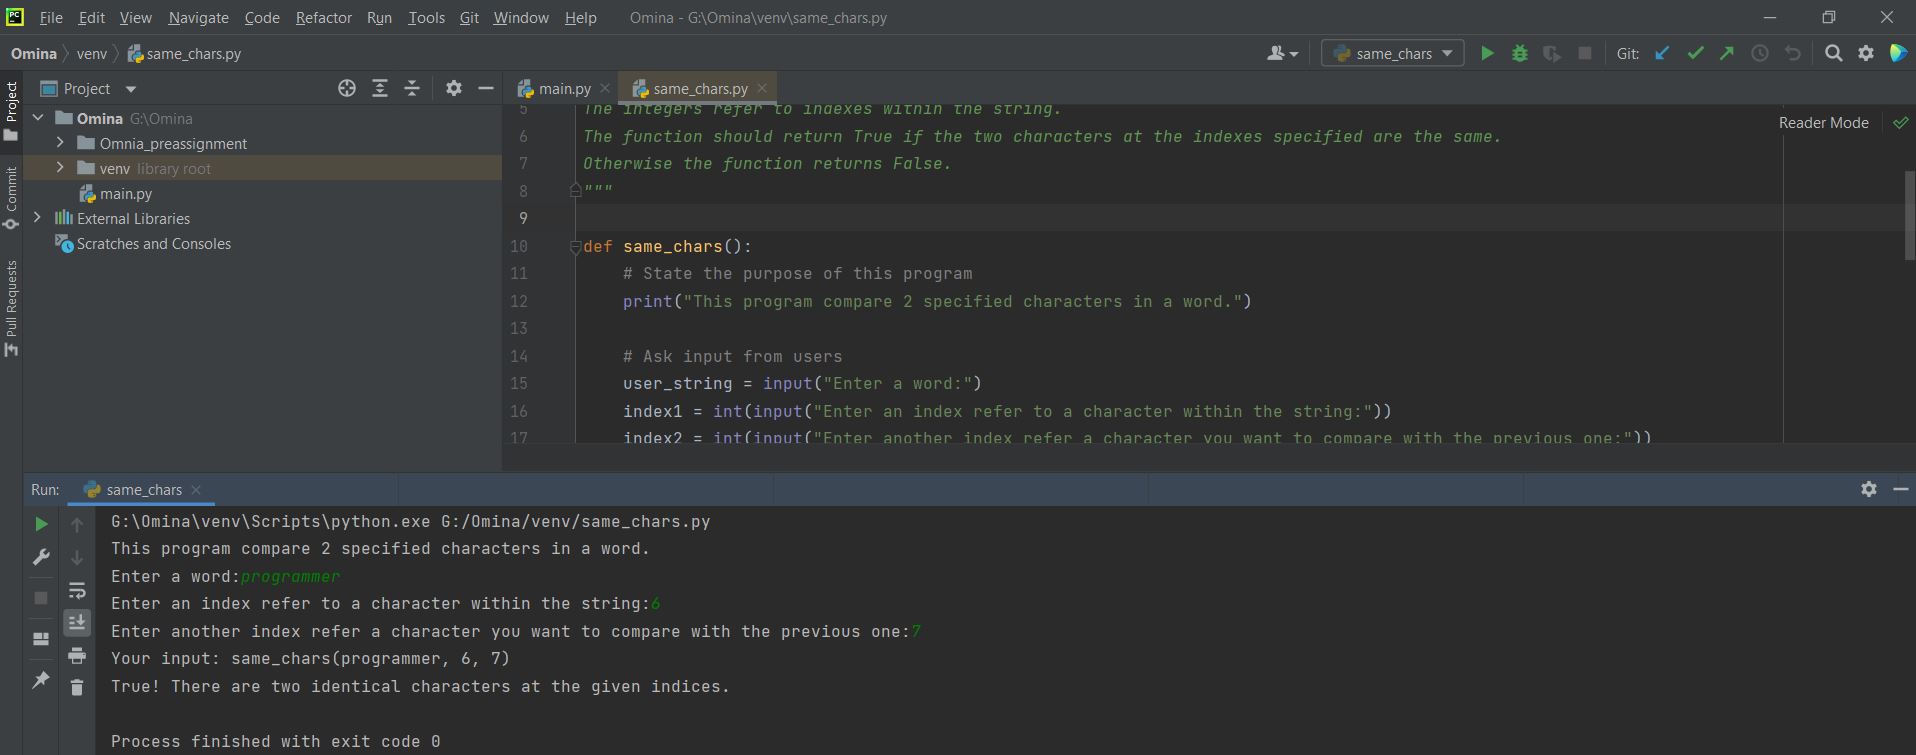 PC File Edit View Navigate Code Refactor Run Tools Git Window Help Omina - G:\Omina\venv\same_chars.py
Omina venv same_chars.py same_chars Git:
Project Project main.py same_chars.py
Commit
Pull Requests
Omina G:\Omina
Omnia_preassignment
venv library root
main.py
External Libraries
Scratches and Consoles
Reader Mode
5 The integers refer to indexes within the string.
6 The function should return True if the two characters at the indexes specified are the same.
7 Otherwise the function returns False.
8 """
9
10 def same_chars():
11 # State the purpose of this program
12 print("This program compare 2 specified characters in a word.")
13
14 # Ask input from users
15 user_string = input("Enter a word:")
16 index1 = int(input("Enter an index refer to a character within the string:"))
17 index2 = int(input("Enter another index refer a character you want to compare with the previous one:"))
Run: same_chars
G:\Omina\venv\Scripts\python.exe G:/Omina/venv/same_chars.py
This program compare 2 specified characters in a word.
Enter a word:programmer
Enter an index refer to a character within the string:6
Enter another index refer a character you want to compare with the previous one:7
Your input: same_chars(programmer, 6, 7)
True! There are two identical characters at the given indices.
Process finished with exit code 0